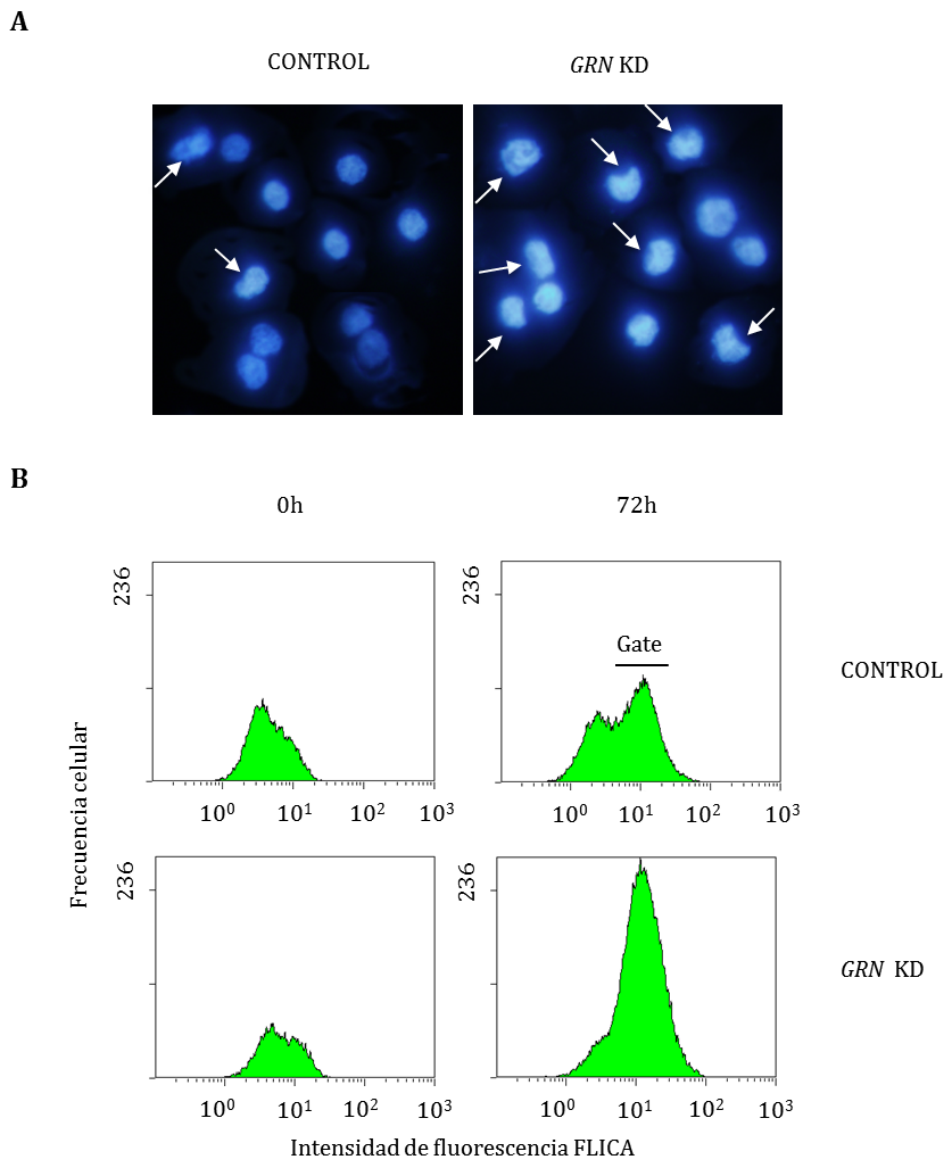 A
CONTROL
GRN KD
B
0h
72h
236
236
Gate
CONTROL
10⁰ 10¹ 10² 10³
10⁰ 10¹ 10² 10³
Frecuencia celular
236
236
GRN KD
10⁰ 10¹ 10² 10³
10⁰ 10¹ 10² 10³
Intensidad de fluorescencia FLICA